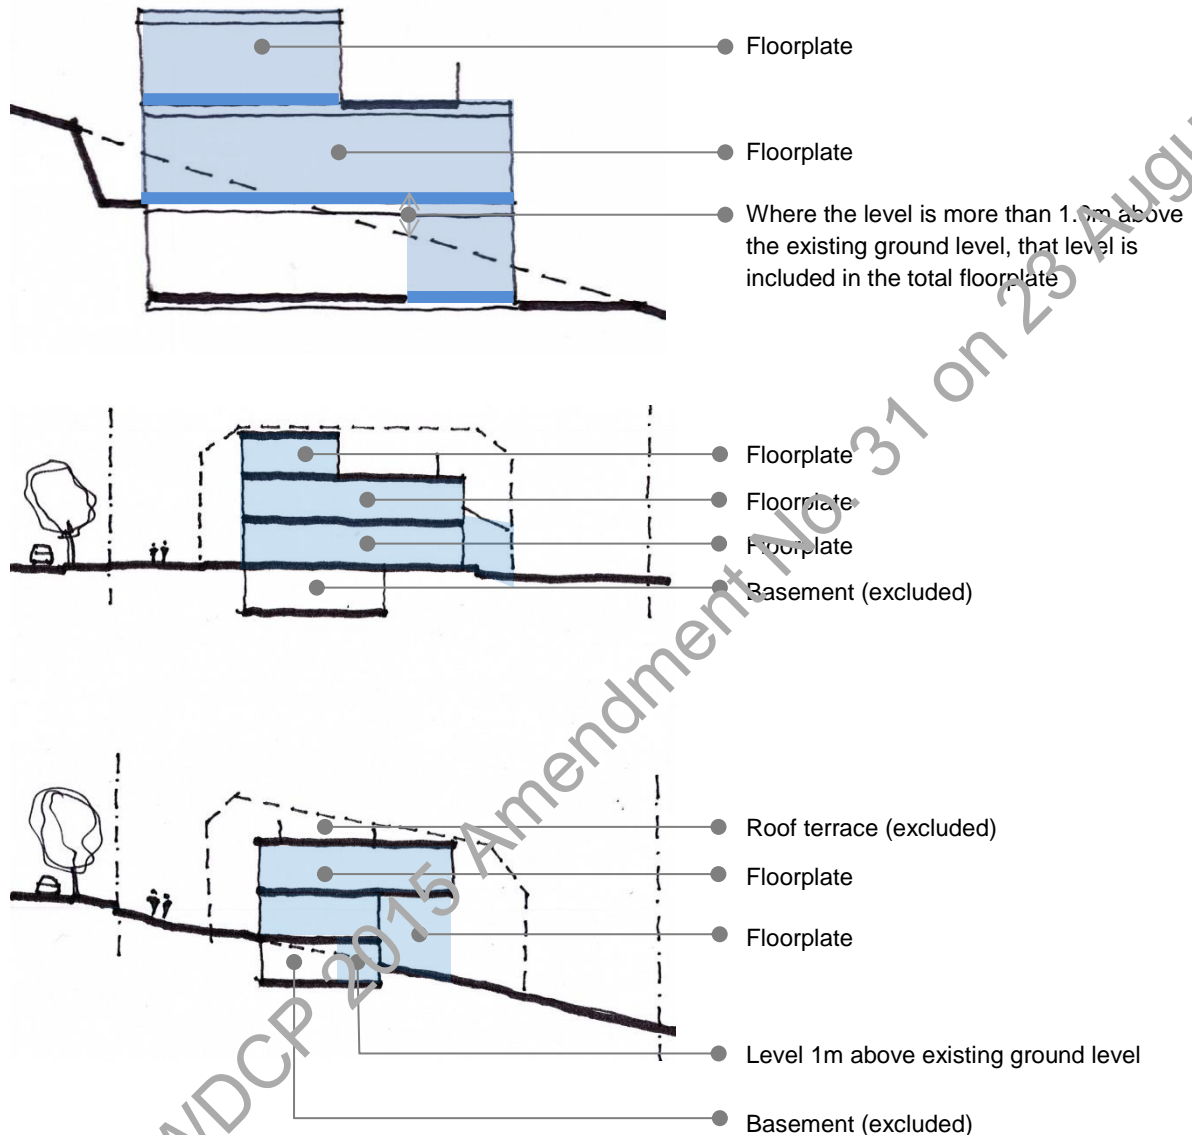 Floorplate
Floorplate
Where the level is more than 1.0m above
the existing ground level, that level is
included in the total floorplate
Floorplate
Floorplate
Floorplate
Basement (excluded)
Roof terrace (excluded)
Floorplate
Floorplate
Level 1m above existing ground level
Basement (excluded)
WDCP 2015 Amendment No. 31 on 23 Augu